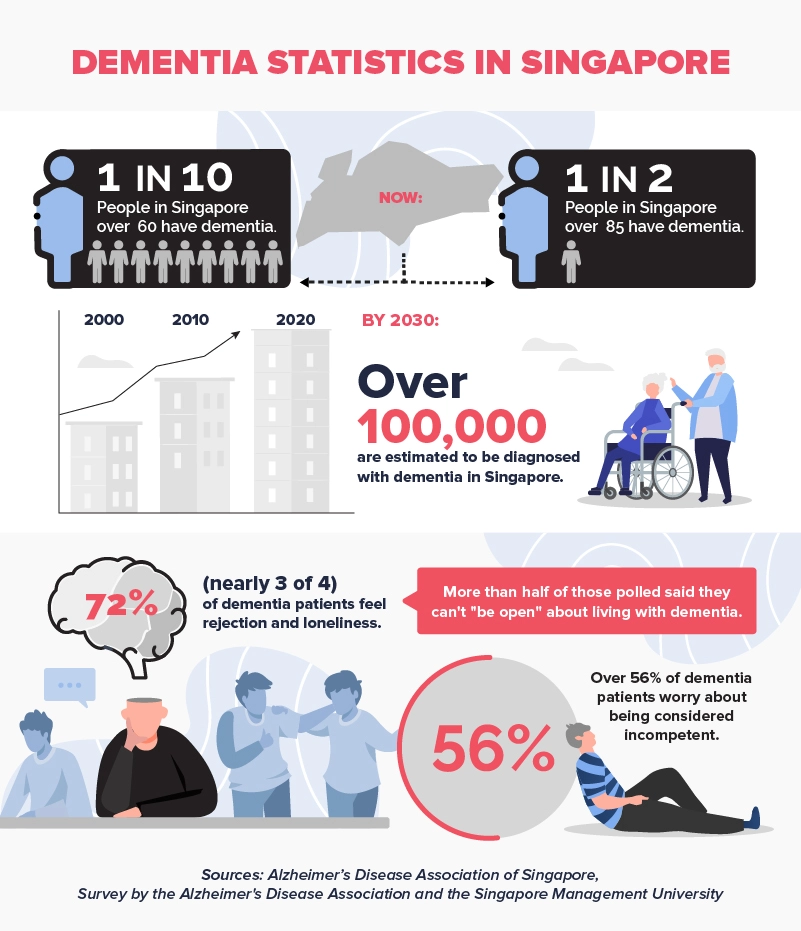 DEMENTIA STATISTICS IN SINGAPORE
1 IN 10
People in Singapore
over 60 have dementia.
NOW:
1 IN 2
People in Singapore
over 85 have dementia.
2000
2010
2020
BY 2030:
Over
100,000
are estimated to be diagnosed
with dementia in Singapore.
72%
(nearly 3 of 4)
of dementia patients feel
rejection and loneliness.
More than half of those polled said they
can't "be open" about living with dementia.
56%
Over 56% of dementia
patients worry about
being considered
incompetent.
Sources: Alzheimer's Disease Association of Singapore,
Survey by the Alzheimer's Disease Association and the Singapore Management University